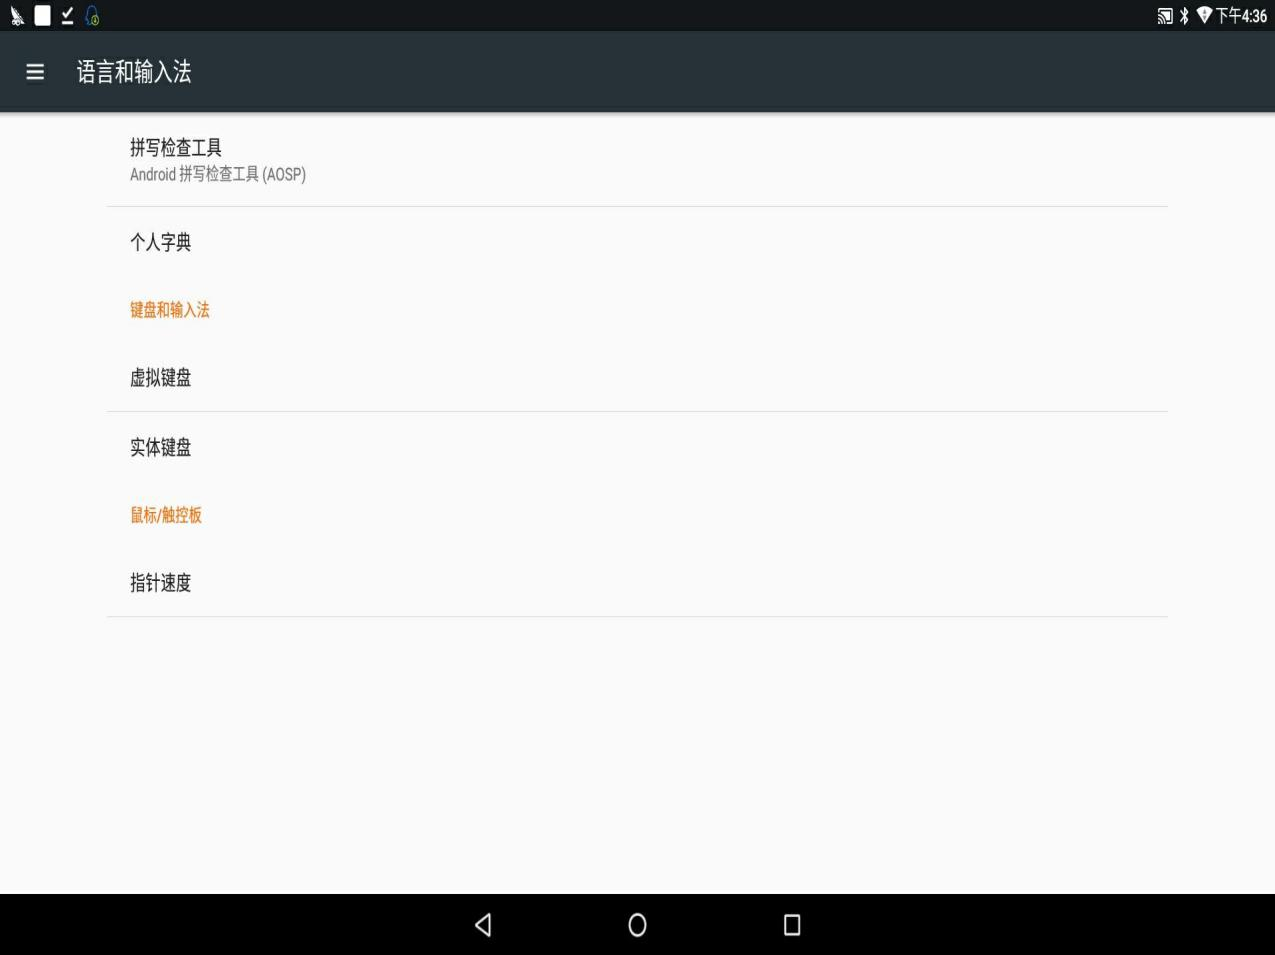 下午4:36
语言和输入法
拼写检查工具
Android 拼写检查工具 (AOSP)
个人字典
键盘和输入法
虚拟键盘
实体键盘
鼠标/触控板
指针速度